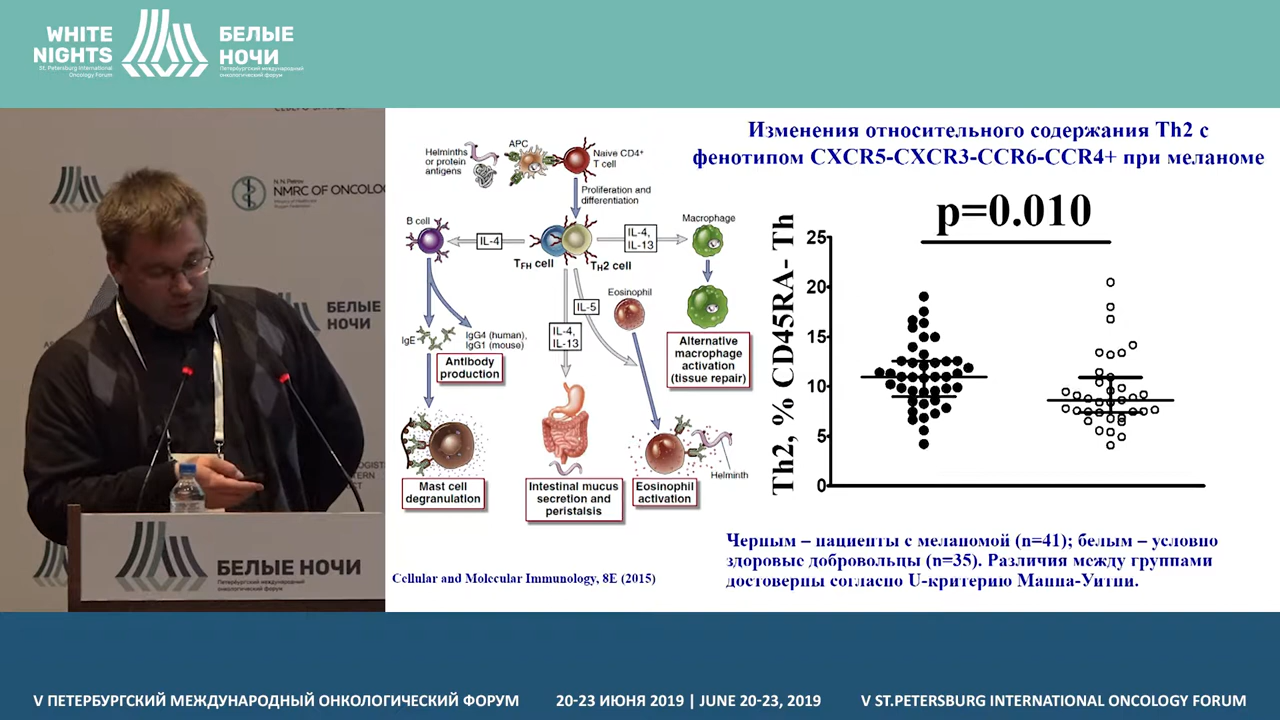 WHITE
NIGHTS
St. Petersburg International
Oncology Forum
БЕЛЫЕ
НОЧИ
Петербургский международный
онкологический форум
N.N. Petrov
NMRC OF ONCOLO
БЕЛЫЕ
НОЧИ
БЕЛЫЕ НОЧИ
Петербургский международный
онкологический форум
Изменения относительного содержания Th2 с
фенотипом CXCR5-CXCR3-CCR6-CCR4+ при меланоме
Helminths
or protein
antigens
APC
Naive CD4+
T cell
Proliferation and
differentiation
B cell
IL-4
TFH cell
TH2 cell
IL-4,
IL-13
Macrophage
IL-5
Eosinophil
IgE
IgG4 (human),
IgG1 (mouse)
IL-4,
IL-13
Antibody
production
Alternative
macrophage
activation
(tissue repair)
Helminth
Mast cell
degranulation
Intestinal mucus
secretion and
peristalsis
Eosinophil
activation
Cellular and Molecular Immunology, 8E (2015)
p=0.010
Th2, % CD45RA- Th
25
20
15
10
5
0
Черным – пациенты с меланомой (n=41); белым – условно
здоровые добровольцы (n=35). Различия между группами
достоверны согласно U-критерию Манна-Уитни.
V ПЕТЕРБУРГСКИЙ МЕЖДУНАРОДНЫЙ ОНКОЛОГИЧЕСКИЙ ФОРУМ
20-23 ИЮНЯ 2019 | JUNE 20-23, 2019
V ST.PETERSBURG INTERNATIONAL ONCOLOGY FORUM